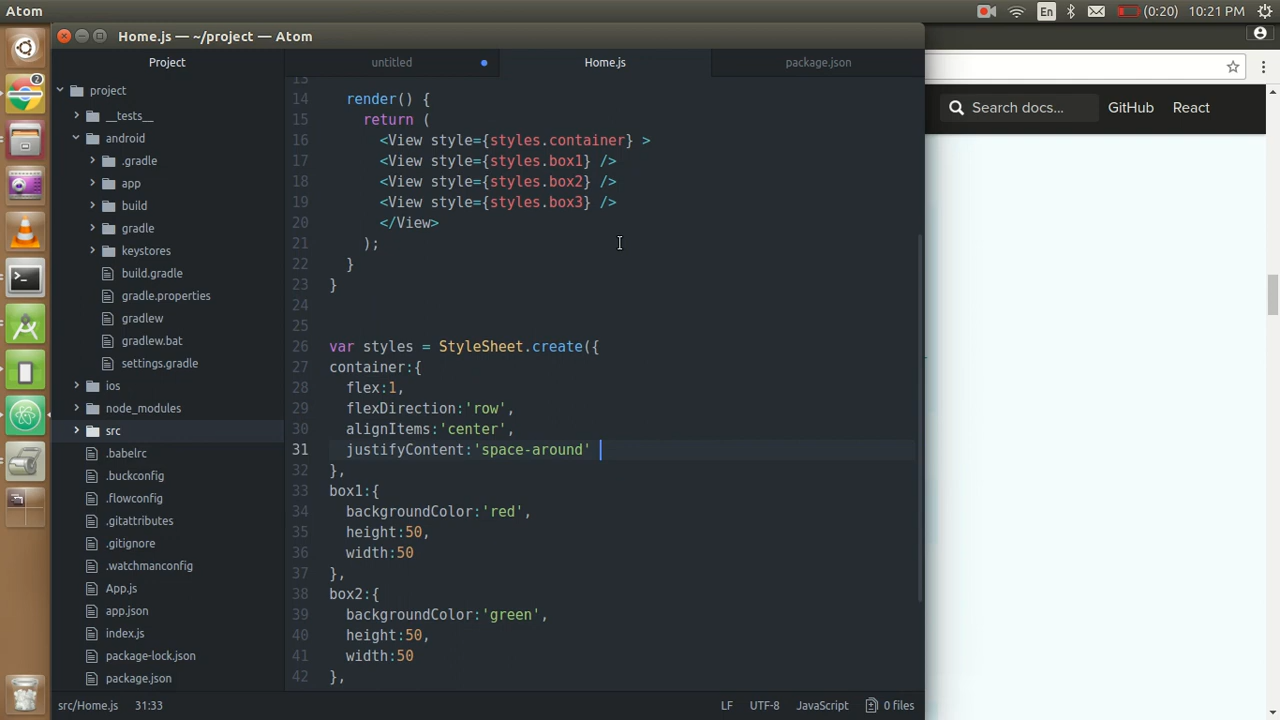 Atom
En
(0:20)
10:21 PM
Home.js — ~/project — Atom
Project
untitled
Home.js
package.json
project
__tests__
android
.gradle
app
build
gradle
keystores
build.gradle
gradle.properties
gradlew
gradlew.bat
settings.gradle
ios
node_modules
src
.babelrc
.buckconfig
.flowconfig
.gitattributes
.gitignore
.watchmanconfig
App.js
app.json
index.js
package-lock.json
package.json
13
14 render() {
15 return (
16 <View style={styles.container} >
17 <View style={styles.box1} />
18 <View style={styles.box2} />
19 <View style={styles.box3} />
20 </View>
21 );
22 }
23 }
24
25
26 var styles = StyleSheet.create({
27 container:{
28 flex:1,
29 flexDirection:'row',
30 alignItems:'center',
31 justifyContent:'space-around'
32 },
33 box1:{
34 backgroundColor:'red',
35 height:50,
36 width:50
37 },
38 box2:{
39 backgroundColor:'green',
40 height:50,
41 width:50
42 },
src/Home.js 31:33
LF UTF-8 JavaScript 0 files
Search docs... GitHub React
2